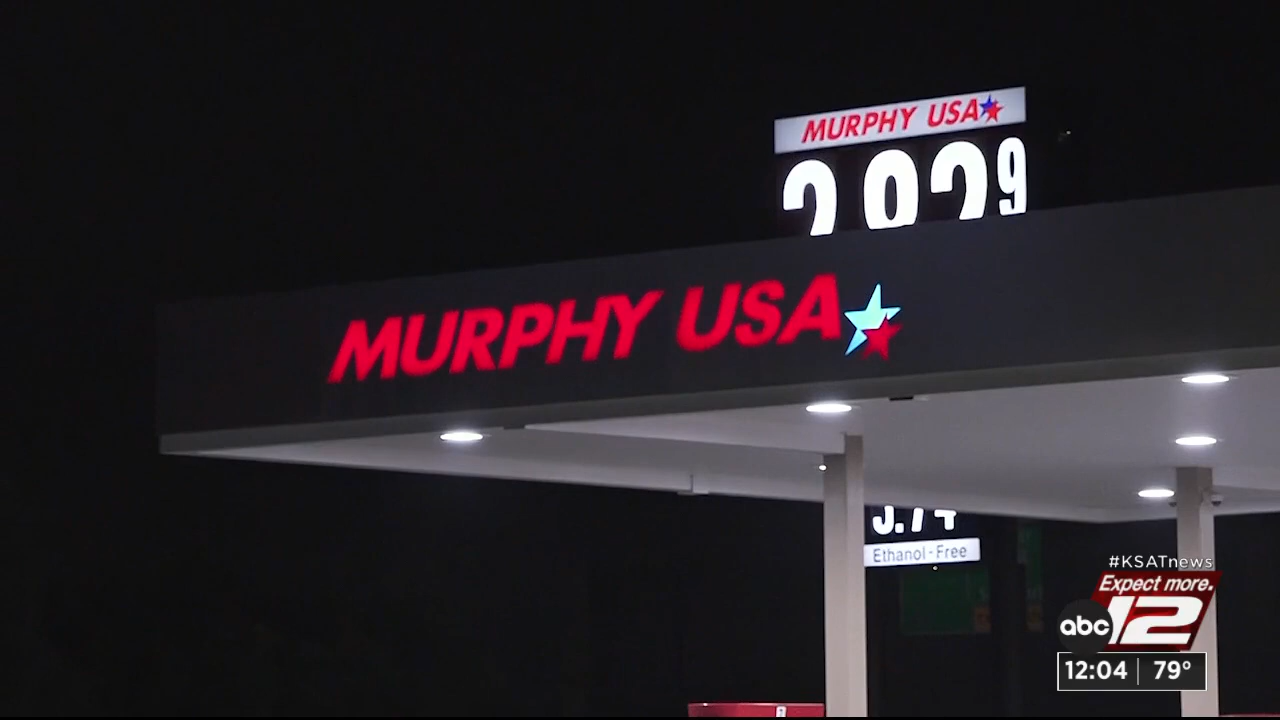 MURPHY USA
MURPHY USA
Ethanol-Free
#KSATnews
Expect more.
abc 12
12:04 79°